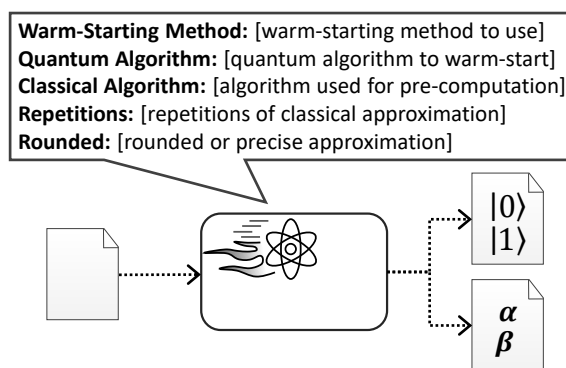 Warm-Starting Method: [warm-starting method to use]
Quantum Algorithm: [quantum algorithm to warm-start]
Classical Algorithm: [algorithm used for pre-computation]
Repetitions: [repetitions of classical approximation]
Rounded: [rounded or precise approximation]
|0⟩
|1⟩
α
β